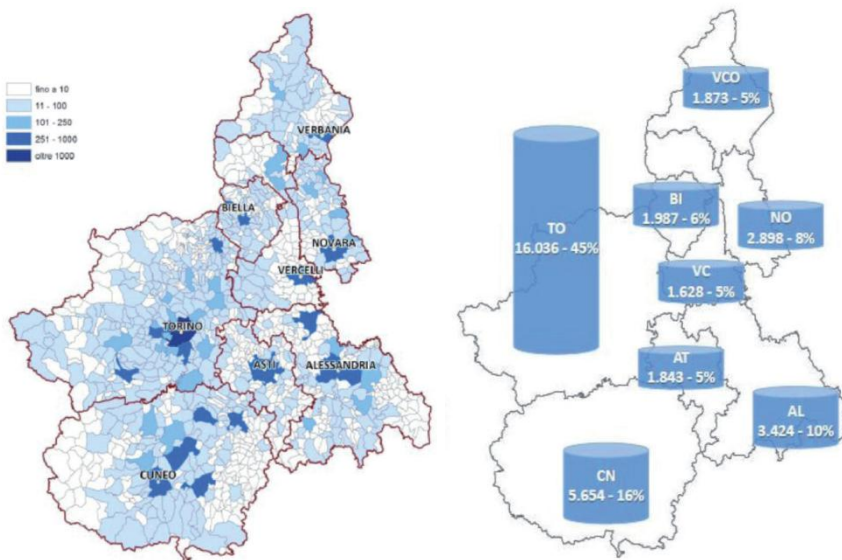 fino a 10
11 - 100
101 - 250
251 - 1000
oltre 1000
VERBANIA
BIELLA
NOVARA
VERCELLI
TORINO
ASTI
ALESSANDRIA
CUNEO
VCO
1.873 - 5%
TO
16.036 - 45%
BI
1.987 - 6%
NO
2.898 - 8%
VC
1.628 - 5%
AT
1.843 - 5%
AL
3.424 - 10%
CN
5.654 - 16%